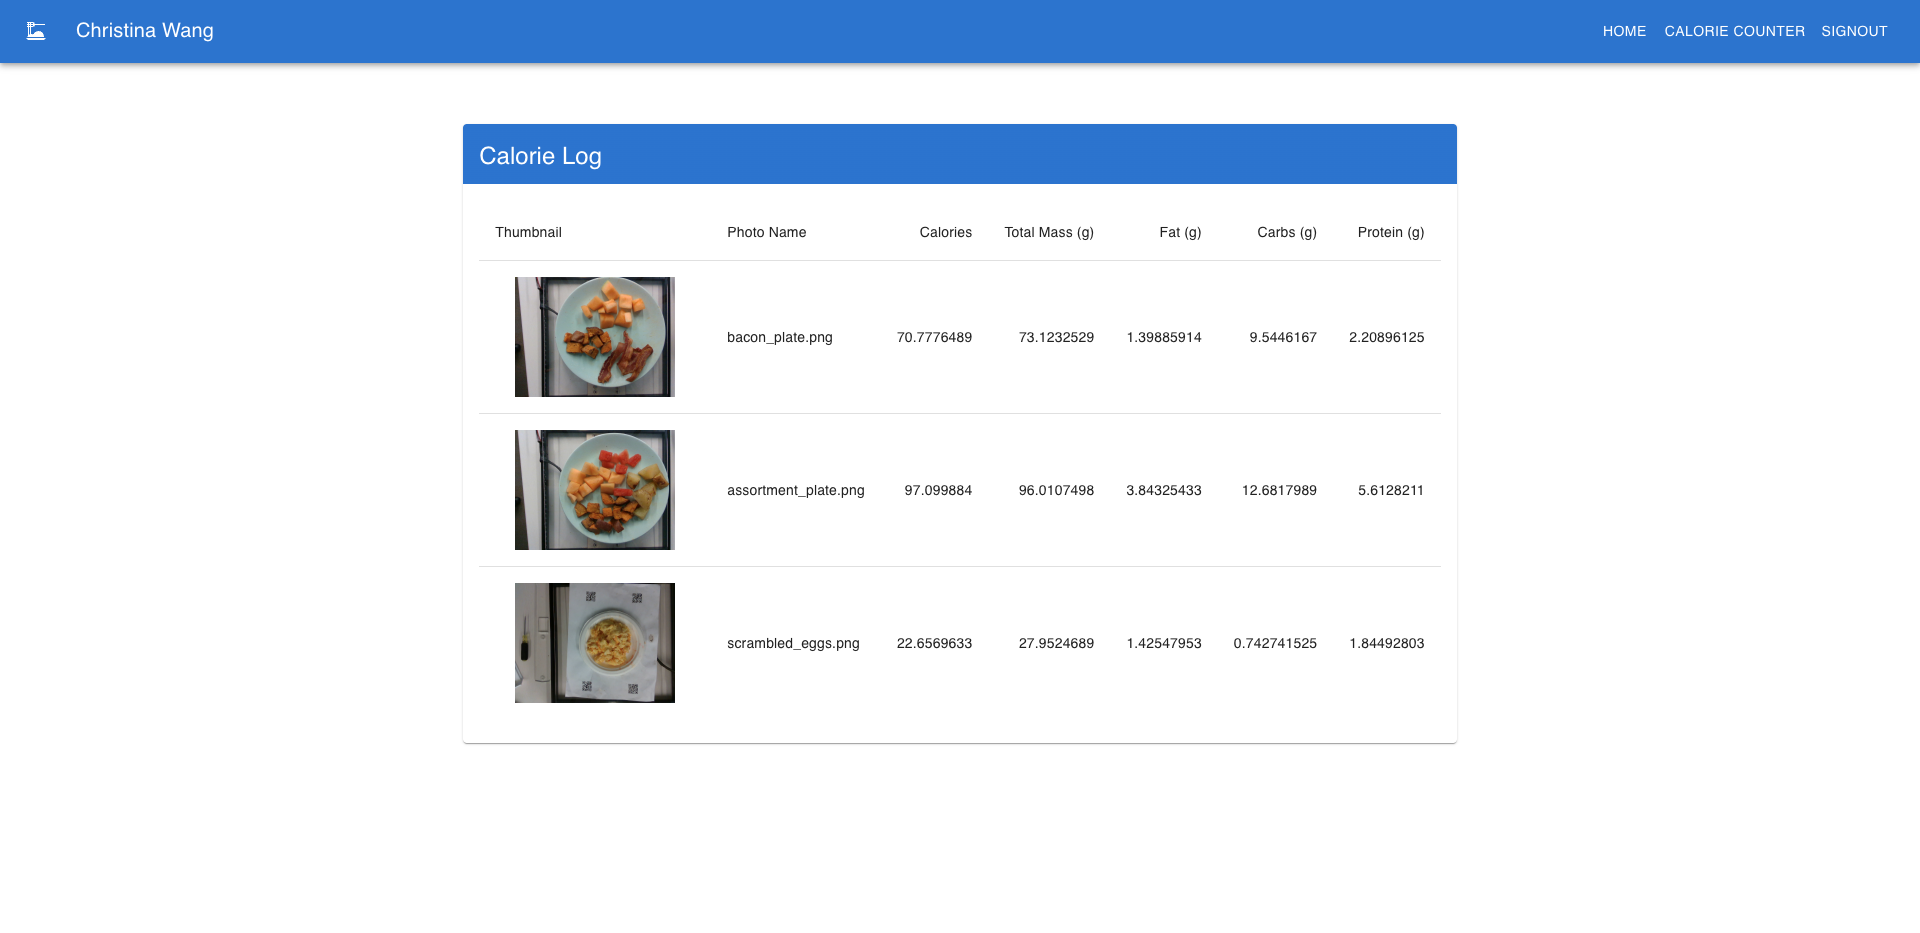 Christina Wang HOME CALORIE COUNTER SIGNOUT
Calorie Log
Thumbnail Photo Name Calories Total Mass (g) Fat (g) Carbs (g) Protein (g)
bacon_plate.png 70.7776489 73.1232529 1.39885914 9.5446167 2.20896125
assortment_plate.png 97.099884 96.0107498 3.84325433 12.6817989 5.6128211
scrambled_eggs.png 22.6569633 27.9524689 1.42547953 0.742741525 1.84492803